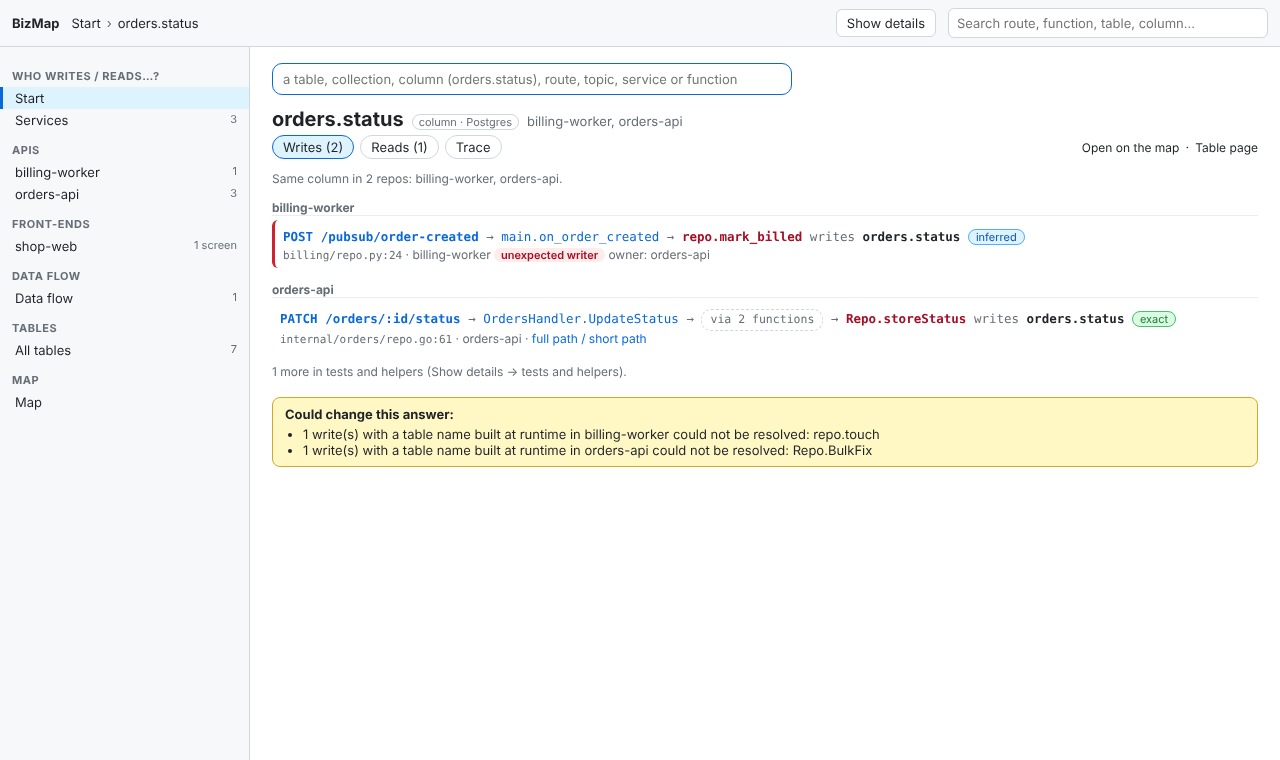 BizMap Start › orders.status
Show details
Search route, function, table, column...
WHO WRITES / READS...?
Start
Services 3
APIS
billing-worker 1
orders-api 3
FRONT-ENDS
shop-web 1 screen
DATA FLOW
Data flow 1
TABLES
All tables 7
MAP
Map
a table, collection, column (orders.status), route, topic, service or function
orders.status column · Postgres billing-worker, orders-api
Writes (2) Reads (1) Trace
Open on the map · Table page
Same column in 2 repos: billing-worker, orders-api.
billing-worker
POST /pubsub/order-created → main.on_order_created → repo.mark_billed writes orders.status inferred
billing/repo.py:24 · billing-worker unexpected writer owner: orders-api
orders-api
PATCH /orders/:id/status → OrdersHandler.UpdateStatus → via 2 functions → Repo.storeStatus writes orders.status exact
internal/orders/repo.go:61 · orders-api · full path / short path
1 more in tests and helpers (Show details → tests and helpers).
Could change this answer:
• 1 write(s) with a table name built at runtime in billing-worker could not be resolved: repo.touch
• 1 write(s) with a table name built at runtime in orders-api could not be resolved: Repo.BulkFix